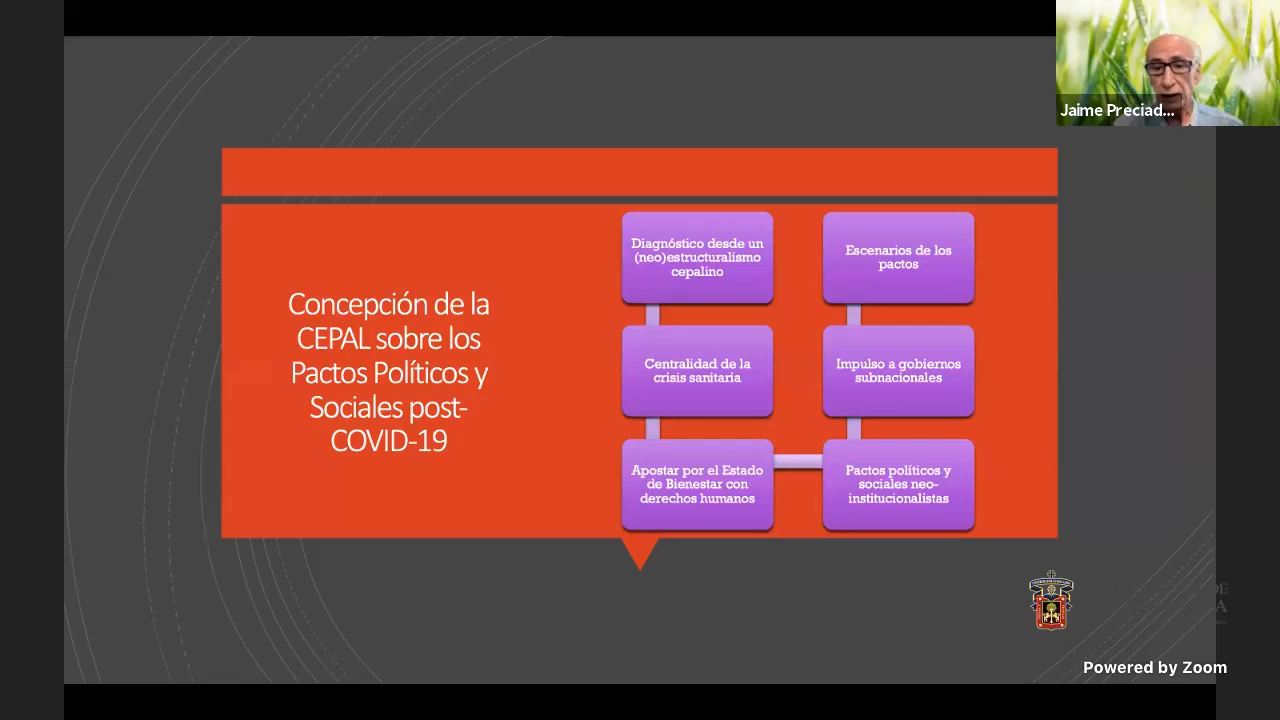 Jaime Preciad...
Concepción de la
CEPAL sobre los
Pactos Políticos y
Sociales post-
COVID-19
Diagnóstico desde un
(neo)estructuralismo
cepalino
Centralidad de la
crisis sanitaria
Apostar por el Estado
de Bienestar con
derechos humanos
Pactos políticos y
sociales neo-
institucionalistas
Impulso a gobiernos
subnacionales
Escenarios de los
pactos
Powered by Zoom